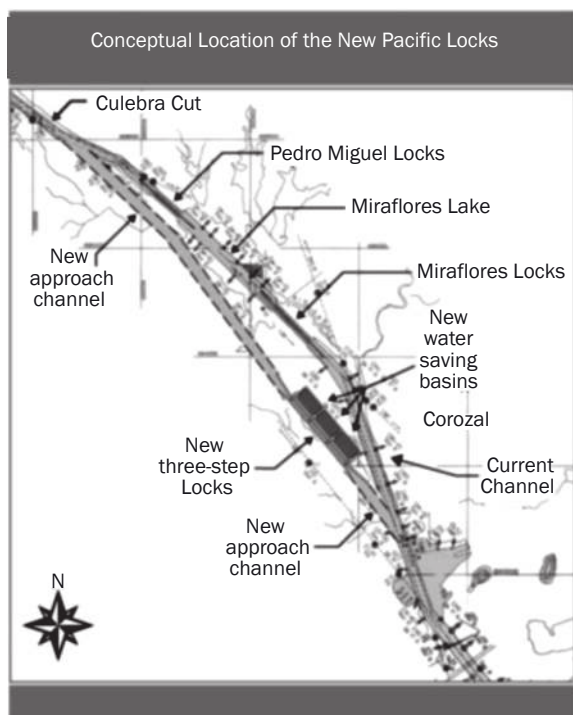 Conceptual Location of the New Pacific Locks
Culebra Cut
Pedro Miguel Locks
Miraflores Lake
New
approach
channel
Miraflores Locks
New
water
saving
basins
Corozal
New
three-step
Locks
Current
Channel
New
approach
channel
N